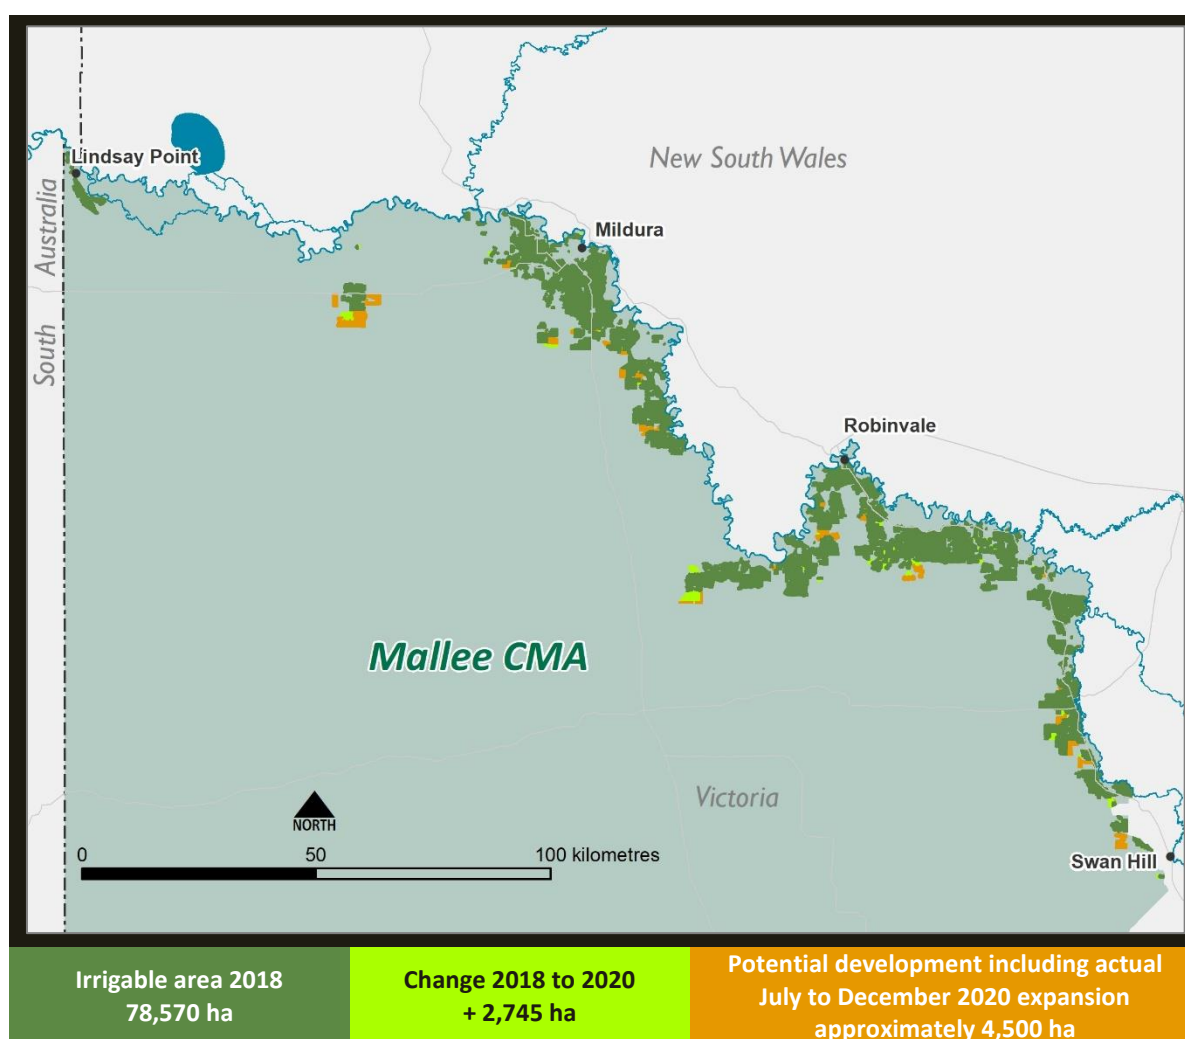 New South Wales
Lindsay Point
South Australia
Mildura
Robinvale
Mallee CMA
Victoria
NORTH
0 50 100 kilometres
Swan Hill
Irrigable area 2018
78,570 ha
Change 2018 to 2020
+ 2,745 ha
Potential development including actual
July to December 2020 expansion
approximately 4,500 ha